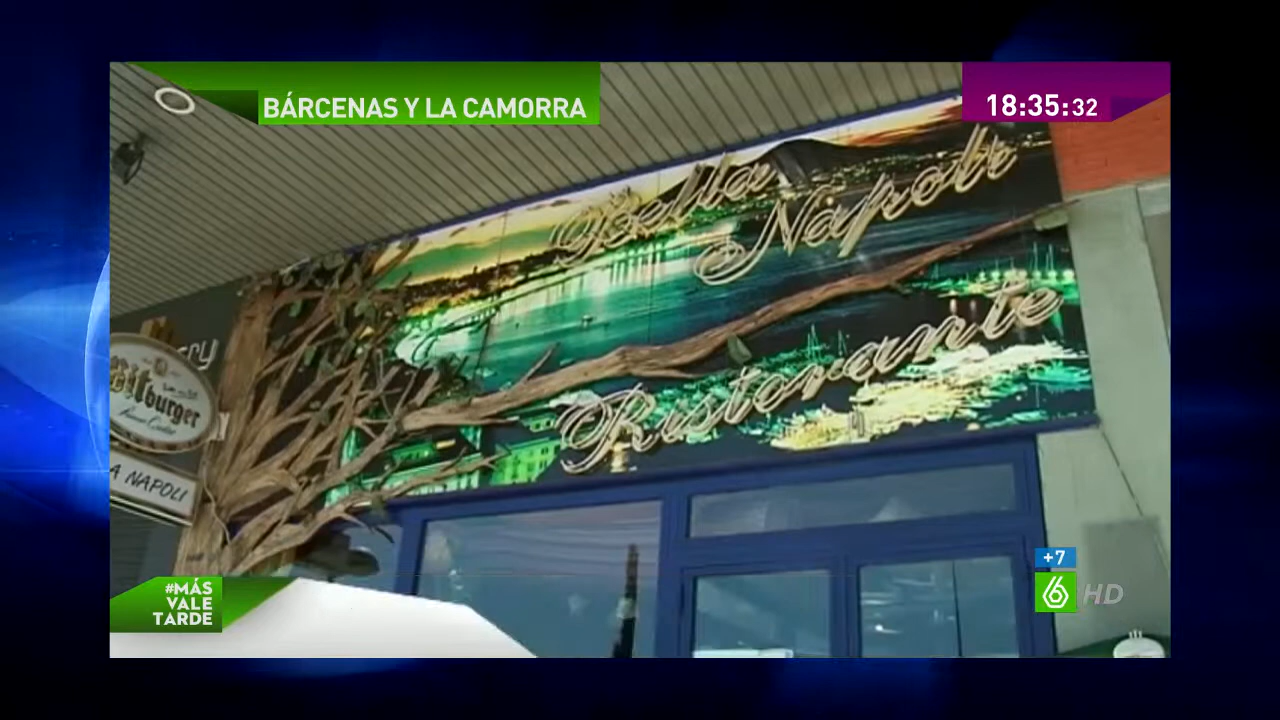 BÁRCENAS Y LA CAMORRA
18:35:32
Bella
Napoli
Ristorante
Bitburger
A NAPOLI
+7
6 HD
#MÁS
VALE
TARDE